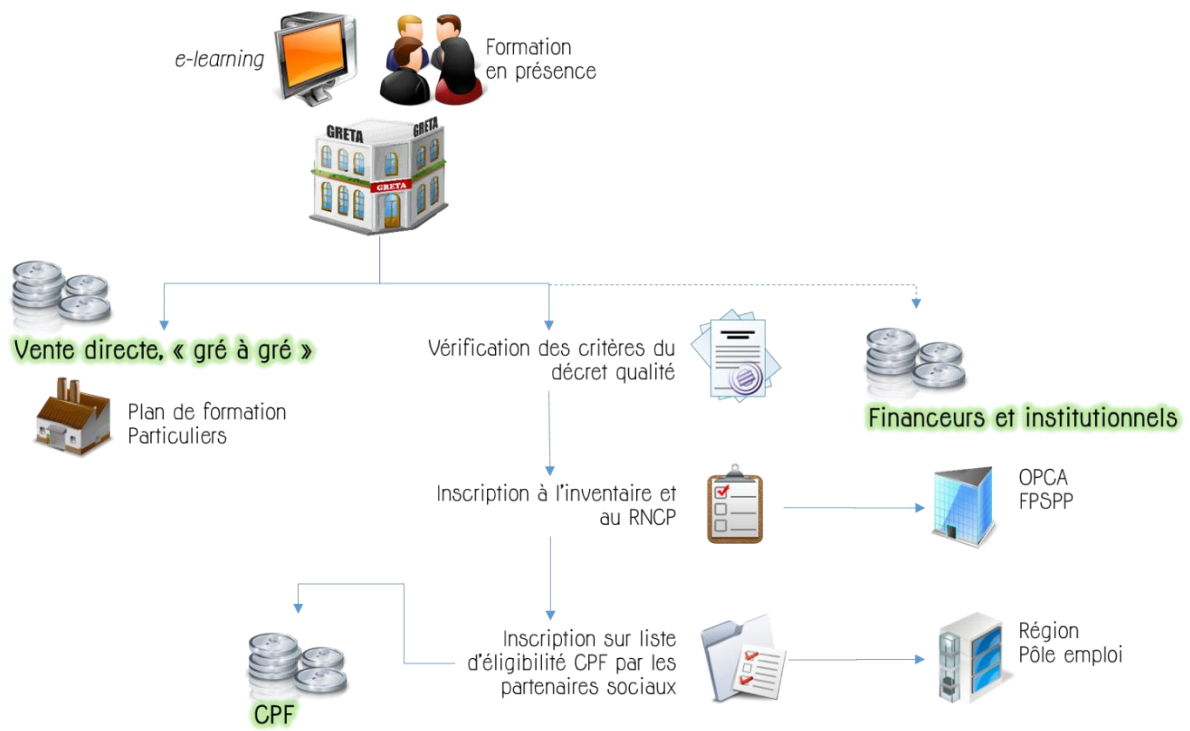 e-learning
Formation
en présence
GRETA
GRETA
GRETA
Vente directe, « gré à gré »
Plan de formation
Particuliers
Vérification des critères du
décret qualité
Financeurs et institutionnels
Inscription à l'inventaire et
au RNCP
OPCA
FPSPP
Inscription sur liste
d'éligibilité CPF par les
partenaires sociaux
Région
Pôle emploi
CPF